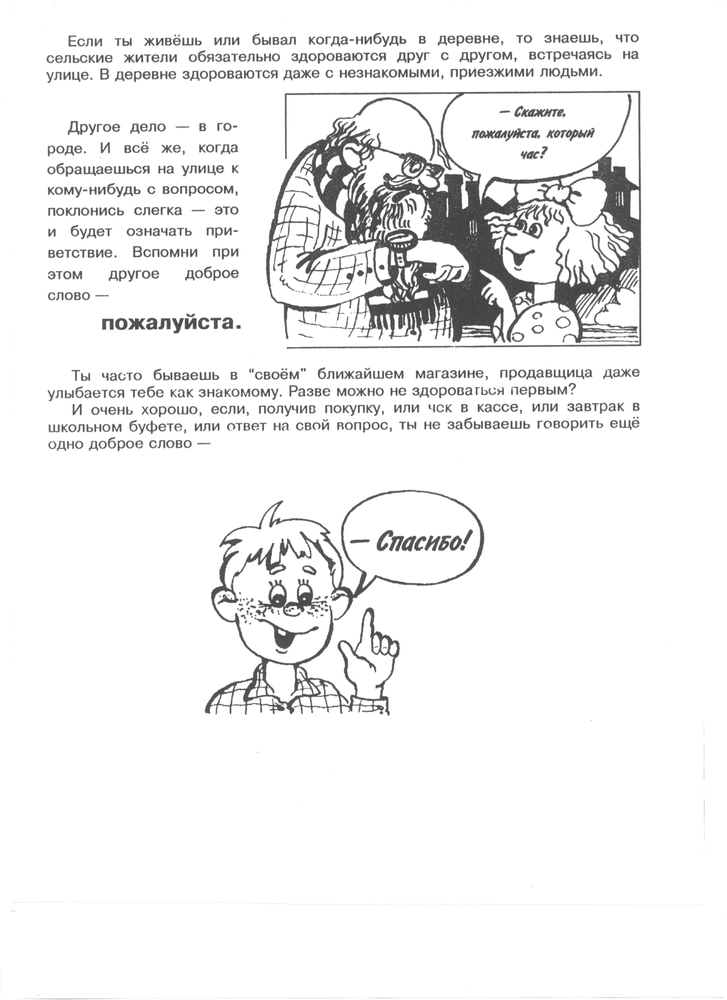 Если ты живёшь или бывал когда-нибудь в деревне, то знаешь, что
сельские жители обязательно здороваются друг с другом, встречаясь на
улице. В деревне здороваются даже с незнакомыми, приезжими людьми.
Другое дело — в го-
роде. И всё же, когда
обращаешься на улице к
кому-нибудь с вопросом,
поклонись слегка — это
и будет означать при-
ветствие. Вспомни при
этом другое доброе
слово —
пожалуйста.
— Скажите,
пожалуйста, который
час?
Ты часто бываешь в “своём" ближайшем магазине, продавщица даже
улыбается тебе как знакомому. Разве можно не здороваться первым?
И очень хорошо, если, получив покупку, или чек в кассе, или завтрак в
школьном буфете, или ответ на свой вопрос, ты не забываешь говорить ещё
одно доброе слово —
— Спасибо!